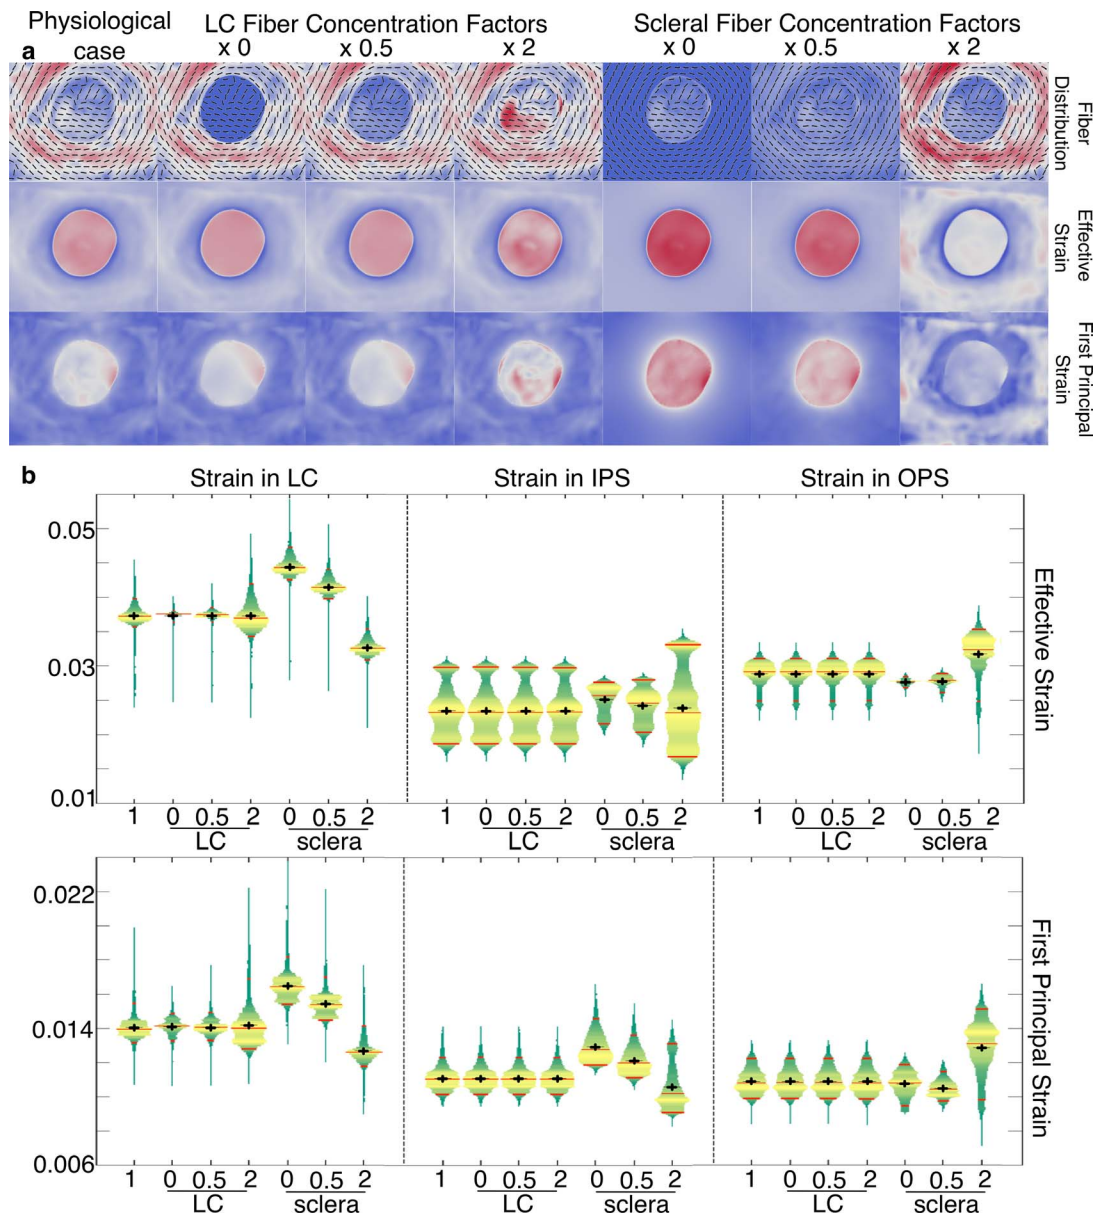 Physiological case
LC Fiber Concentration Factors
Scleral Fiber Concentration Factors
a
x 0 x 0.5 x 2 x 0 x 0.5 x 2
Fiber
Distribution
Effective
Strain
First Principal
Strain
b
Strain in LC Strain in IPS Strain in OPS
0.05
0.03
0.01
Effective Strain
1 0 0.5 2 0 0.5 2 1 0 0.5 2 0 0.5 2 1 0 0.5 2 0 0.5 2
LC sclera LC sclera LC sclera
0.022
0.014
0.006
First Principal Strain
1 0 0.5 2 0 0.5 2 1 0 0.5 2 0 0.5 2 1 0 0.5 2 0 0.5 2
LC sclera LC sclera LC sclera